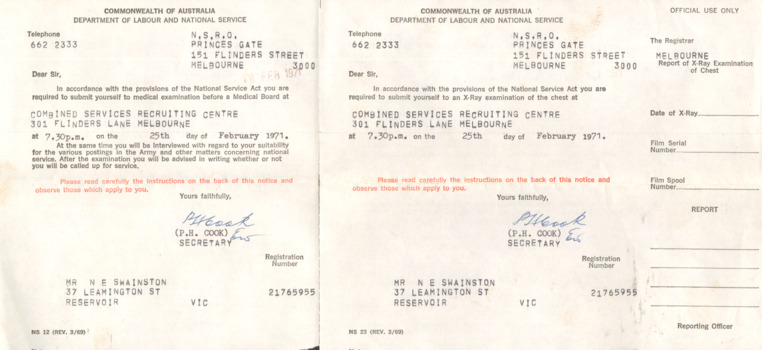 COMMONWEALTH OF AUSTRALIA
DEPARTMENT OF LABOUR AND NATIONAL SERVICE
Telephone
662 2333
N.S.R.O.
PRINCES GATE
151 FLINDERS STREET
MELBOURNE 3000
FEB 1971
Dear Sir,
In accordance with the provisions of the National Service Act you are
required to submit yourself to medical examination before a Medical Board at
COMBINED SERVICES RECRUITING CENTRE
301 FLINDERS LANE MELBOURNE
at 7.30p.m. on the 25th day of February 1971.
At the same time you will be interviewed with regard to your suitability
for the various postings in the Army and other matters concerning national
service. After the examination you will be advised in writing whether or not
you will be called up for service.
Please read carefully the instructions on the back of this notice and
observe those which apply to you.
Yours faithfully,
PHCook
(P.H. COOK)
SECRETARY
Registration
Number
MR N E SWAINSTON
37 LEAMINGTON ST 21765955
RESERVOIR VIC
NS 12 (REV. 3/69)
COMMONWEALTH OF AUSTRALIA
DEPARTMENT OF LABOUR AND NATIONAL SERVICE
Telephone
662 2333
N.S.R.O.
PRINCES GATE
151 FLINDERS STREET
MELBOURNE 3000
Dear Sir,
In accordance with the provisions of the National Service Act you are
required to submit yourself to an X-Ray examination of the chest at
COMBINED SERVICES RECRUITING CENTRE
301 FLINDERS LANE MELBOURNE
at 7.30p.m. on the 25th day of February 1971.
Please read carefully the instructions on the back of this notice and
observe those which apply to you.
Yours faithfully,
PHCook
(P.H. COOK)
SECRETARY
Registration
Number
MR N E SWAINSTON
37 LEAMINGTON ST 21765955
RESERVOIR VIC
NS 23 (REV. 3/69)
OFFICIAL USE ONLY
The Registrar
MELBOURNE
Report of X-Ray Examination
of Chest
Date of X-Ray
Film Serial
Number
Film Spool
Number
REPORT
Reporting Officer